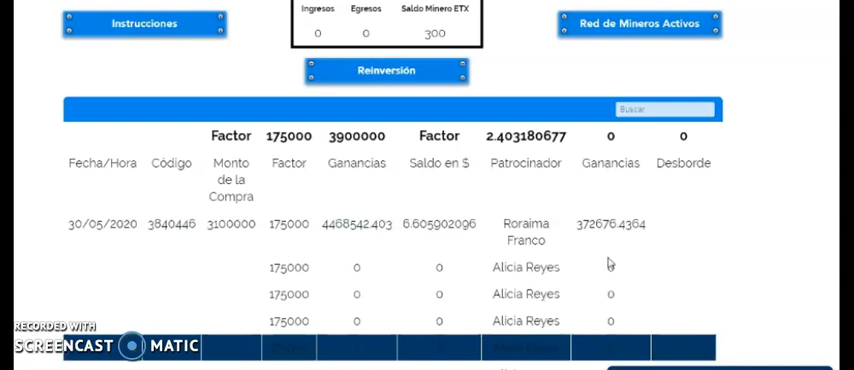 Instrucciones
Ingresos Egresos Saldo Minero ETX
0 0 300
Red de Mineros Activos
Reinversión
Buscar
Factor 175000 3900000 Factor 2.403180677 0 0
Fecha/Hora Código Monto de la Compra Factor Ganancias Saldo en $ Patrocinador Ganancias Desborde
30/05/2020 3840446 3100000 175000 4468542.403 6.605902096 Roraima Franco 372676.4364
175000 0 0 Alicia Reyes 0
175000 0 0 Alicia Reyes 0
175000 0 0 Alicia Reyes 0
RECORDED WITH
SCREENCAST MATIC